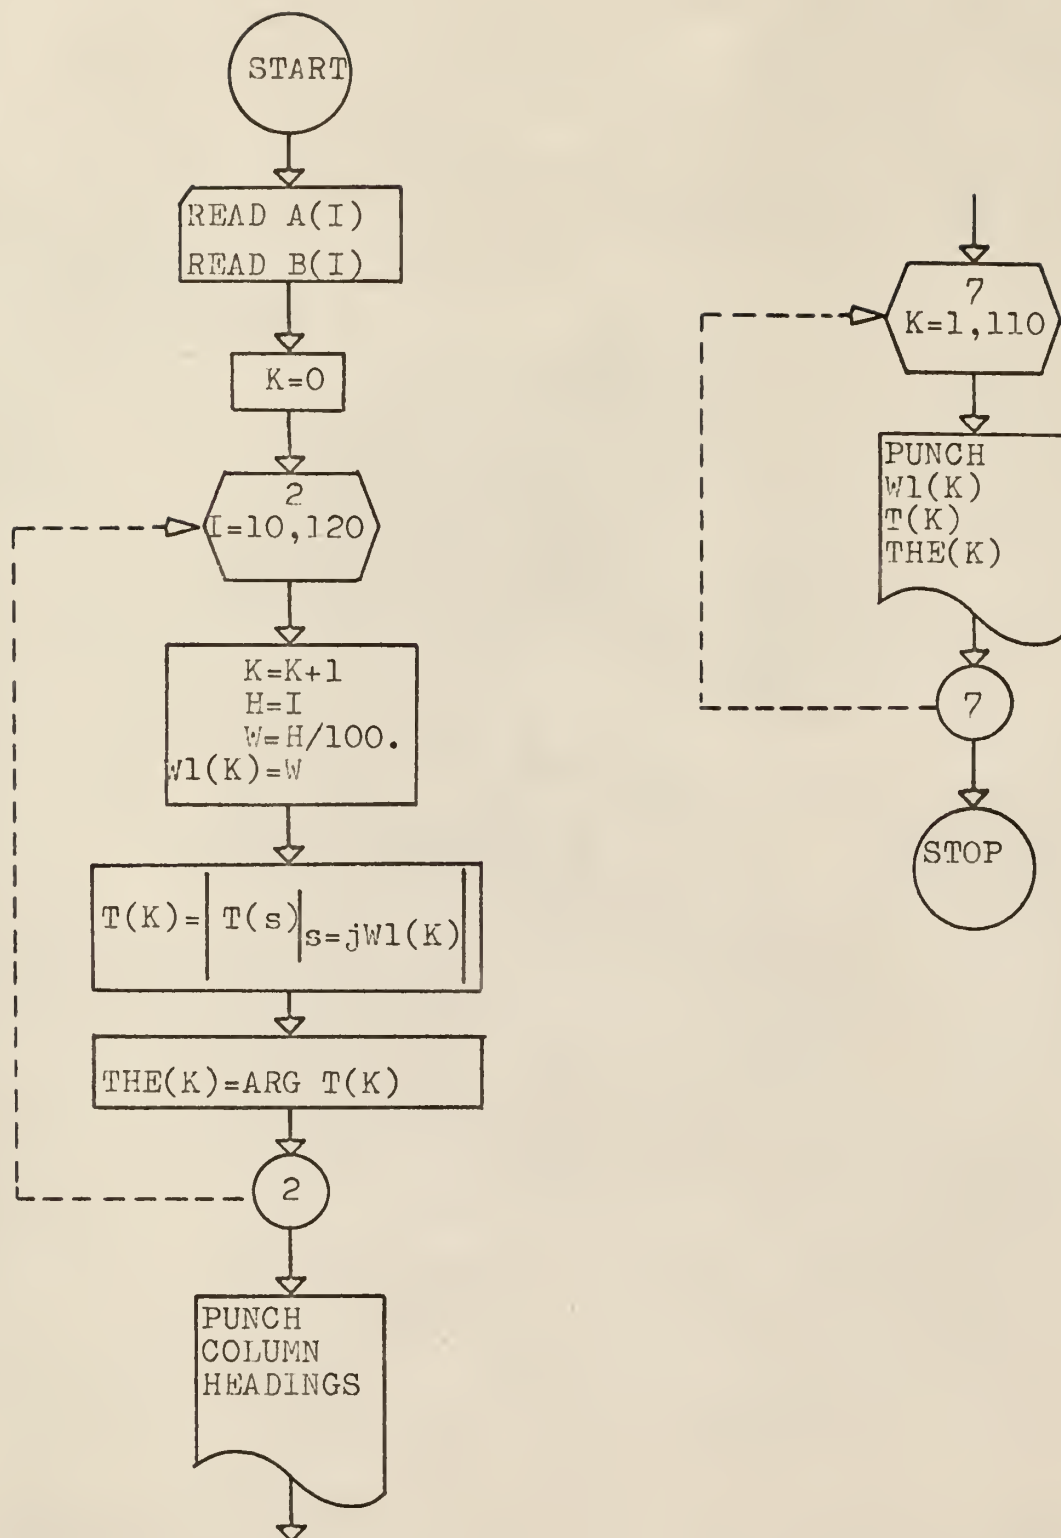 START
READ A(I)
READ B(I)
K=0
2
I=10,120
K=K+1
H=I
W=H/100.
W1(K)=W
T(K)=| T(s)|s=jW1(K)|
THE(K)=ARG T(K)
2
PUNCH
COLUMN
HEADINGS
7
K=1,110
PUNCH
W1(K)
T(K)
THE(K)
7
STOP